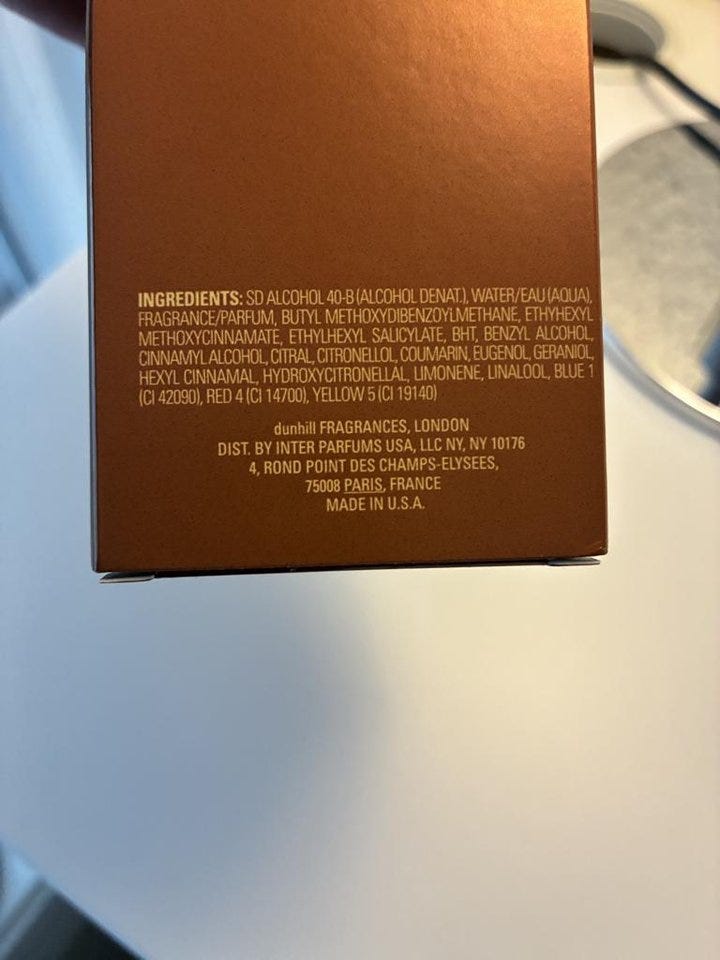 INGREDIENTS: SD ALCOHOL 40-B (ALCOHOL DENAT.), WATER/EAU (AQUA),
FRAGRANCE/PARFUM, BUTYL METHOXYDIBENZOYLMETHANE, ETHYHEXYL
METHOXYCINNAMATE, ETHYLHEXYL SALICYLATE, BHT, BENZYL ALCOHOL,
CINNAMYL ALCOHOL, CITRAL, CITRONELLOL, COUMARIN, EUGENOL, GERANIOL,
HEXYL CINNAMAL, HYDROXYCITRONELLAL, LIMONENE, LINALOOL, BLUE 1
(CI 42090), RED 4 (CI 14700), YELLOW 5 (CI 19140)
dunhill FRAGRANCES, LONDON
DIST. BY INTER PARFUMS USA, LLC NY, NY 10176
4, ROND POINT DES CHAMPS-ELYSEES,
75008 PARIS, FRANCE
MADE IN U.S.A.